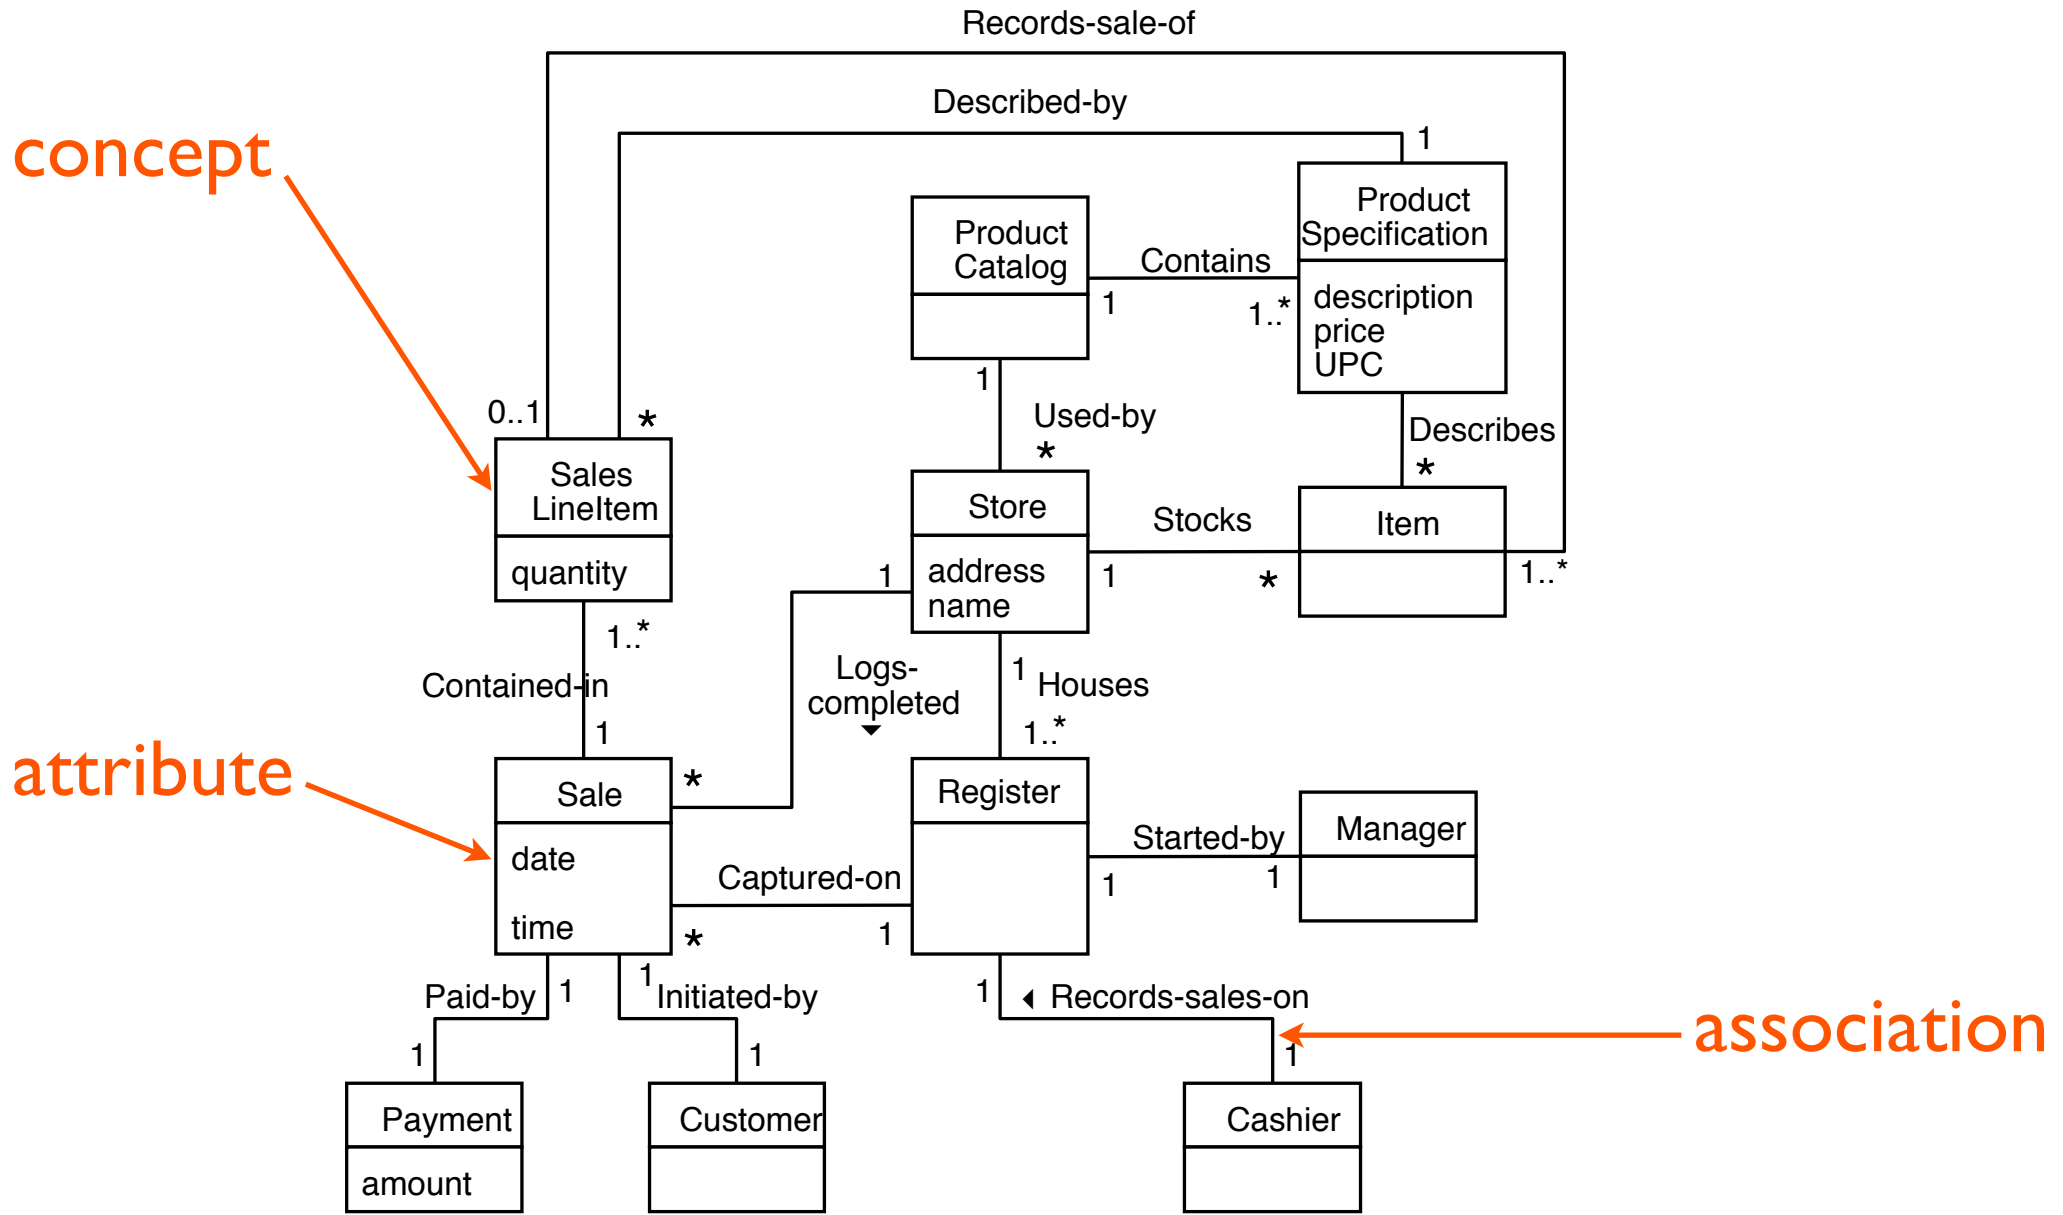 Records-sale-of
Described-by
concept
1
Product
Specification
Product
Catalog
Contains
1
1..*
description
price
UPC
1
0..1
*
Used-by
*
Describes
*
Sales
LineItem
Store
Stocks
Item
quantity
1
address
name
1
*
1..*
1..*
Contained-in
1
Logs-
completed
1
Houses
1..*
attribute
Sale
*
Register
Started-by
Manager
date
time
Captured-on
*
1
1
1
Paid-by
1
1
Initiated-by
1
Records-sales-on
association
1
1
1
Payment
amount
Customer
Cashier